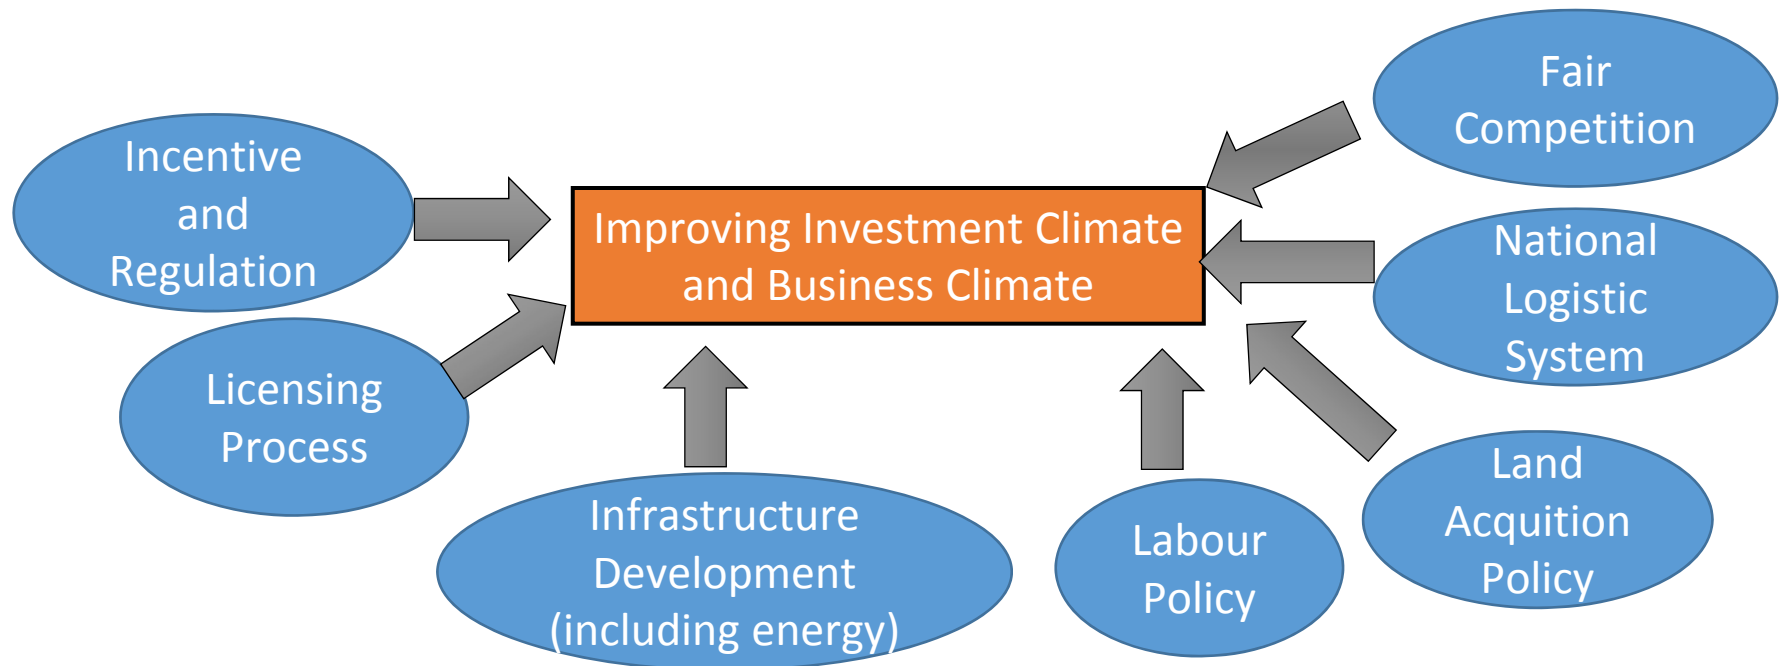 Incentive
and
Regulation
Licensing
Process
Improving Investment Climate
and Business Climate
Infrastructure
Development
(including energy)
Labour
Policy
Fair
Competition
National
Logistic
System
Land
Acquition
Policy